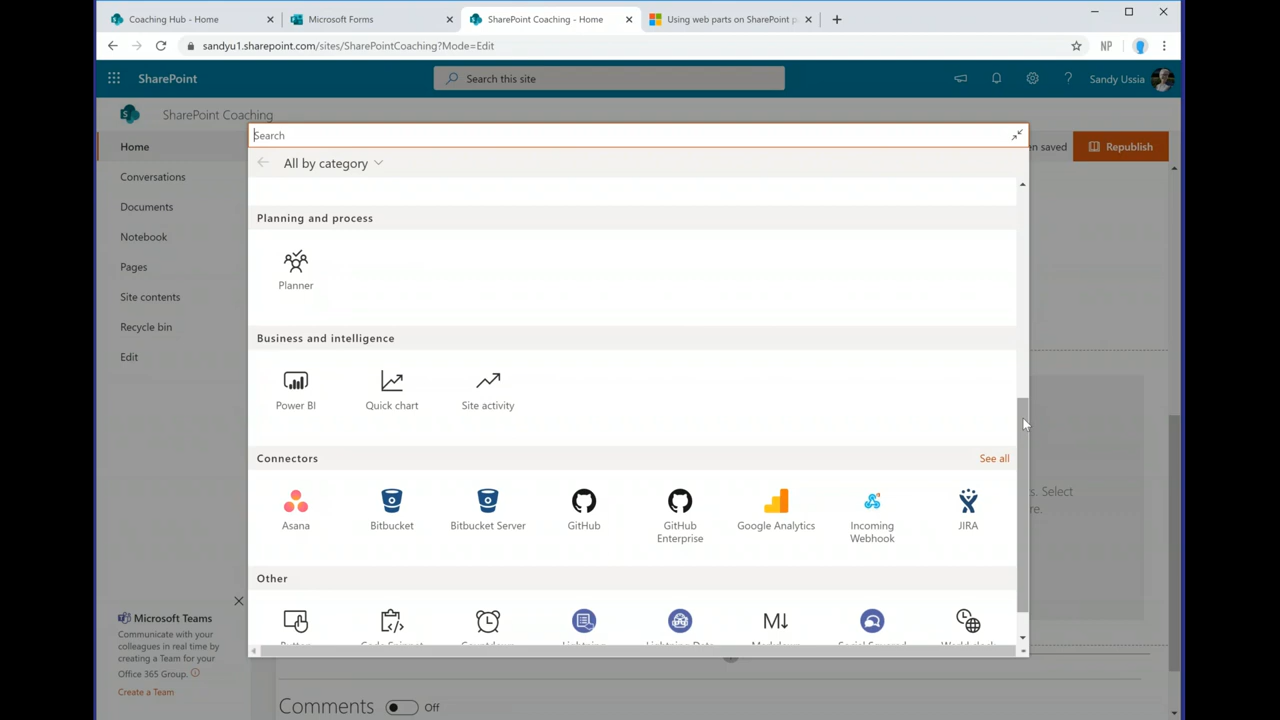 Coaching Hub - Home
Microsoft Forms
SharePoint Coaching - Home
Using web parts on SharePoint p
sandyu1.sharepoint.com/sites/SharePointCoaching?Mode=Edit
NP
SharePoint
Search this site
Sandy Ussia
SharePoint Coaching
Search
Home
en saved
Republish
All by category
Conversations
Documents
Planning and process
Notebook
Pages
Planner
Site contents
Recycle bin
Business and intelligence
Edit
Power BI
Quick chart
Site activity
Connectors
See all
s. Select
re.
Asana
Bitbucket
Bitbucket Server
GitHub
GitHub Enterprise
Google Analytics
Incoming Webhook
JIRA
Other
Microsoft Teams
Communicate with your
colleagues in real time by
creating a Team for your
Office 365 Group.
Create a Team
Comments
Off